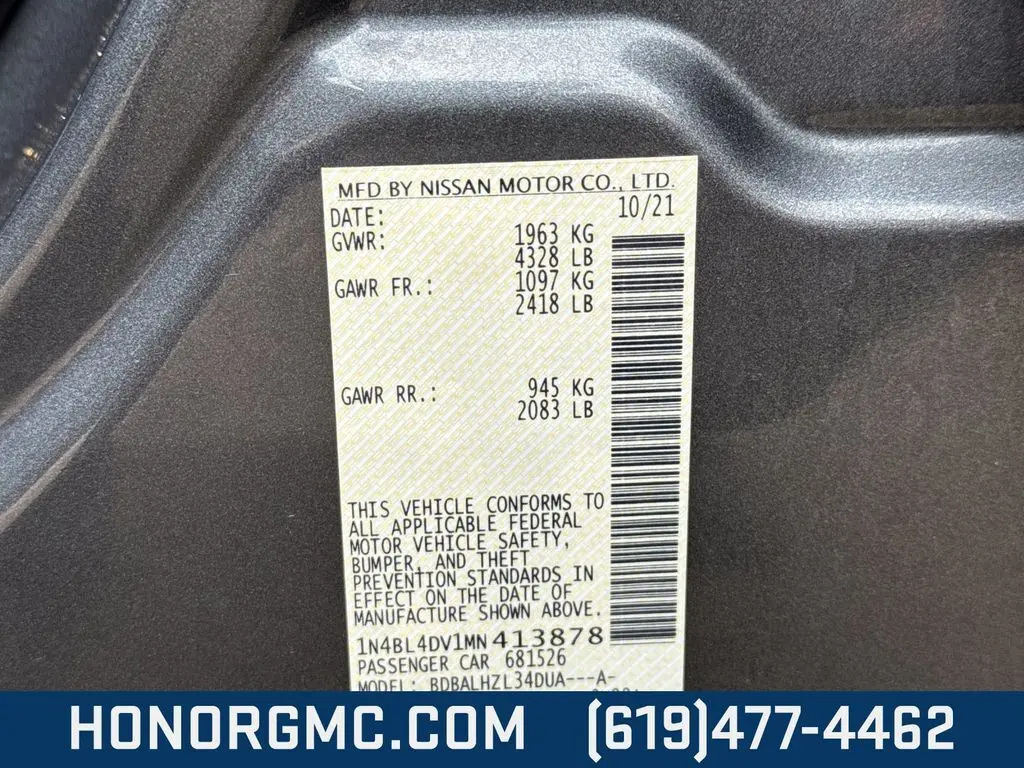 MFD BY NISSAN MOTOR CO., LTD.
DATE: 10/21
GVWR: 1963 KG
4328 LB
GAWR FR.: 1097 KG
2418 LB
GAWR RR.: 945 KG
2083 LB
THIS VEHICLE CONFORMS TO
ALL APPLICABLE FEDERAL
MOTOR VEHICLE SAFETY,
BUMPER, AND THEFT
PREVENTION STANDARDS IN
EFFECT ON THE DATE OF
MANUFACTURE SHOWN ABOVE.
1N4BL4DV1MN413878
PASSENGER CAR 681526
MODEL: BDBALHZL34DUA---A-
HONORGMC.COM (619)477-4462